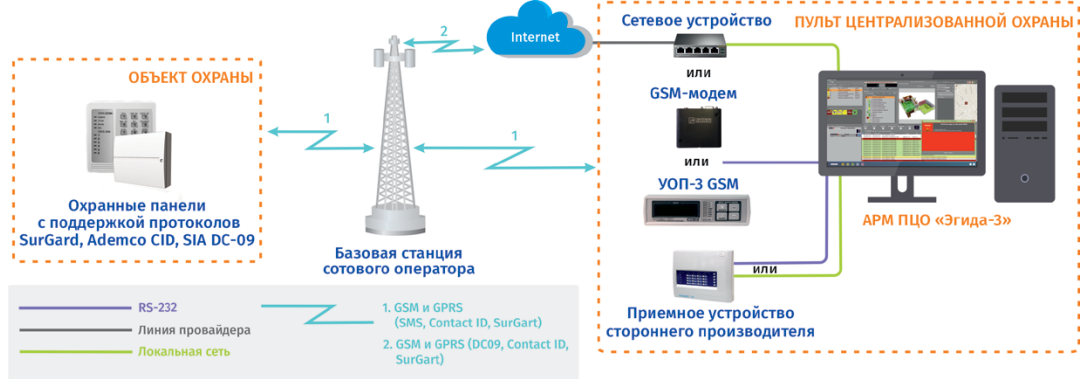 ОБЪЕКТ ОХРАНЫ
Охранные панели
с поддержкой протоколов
SurGard, Ademco CID, SIA DC-09
1
2
Internet
1
Базовая станция
сотового оператора
ПУЛЬТ ЦЕНТРАЛИЗОВАННОЙ ОХРАНЫ
Сетевое устройство
или
GSM-модем
или
УОП-3 GSM
или
Приемное устройство
стороннего производителя
АРМ ПЦО «Эгида-3»
RS-232
Линия провайдера
Локальная сеть
1. GSM и GPRS
(SMS, Contact ID, SurGart)
2. GSM и GPRS (DC09, Contact ID,
SurGart)